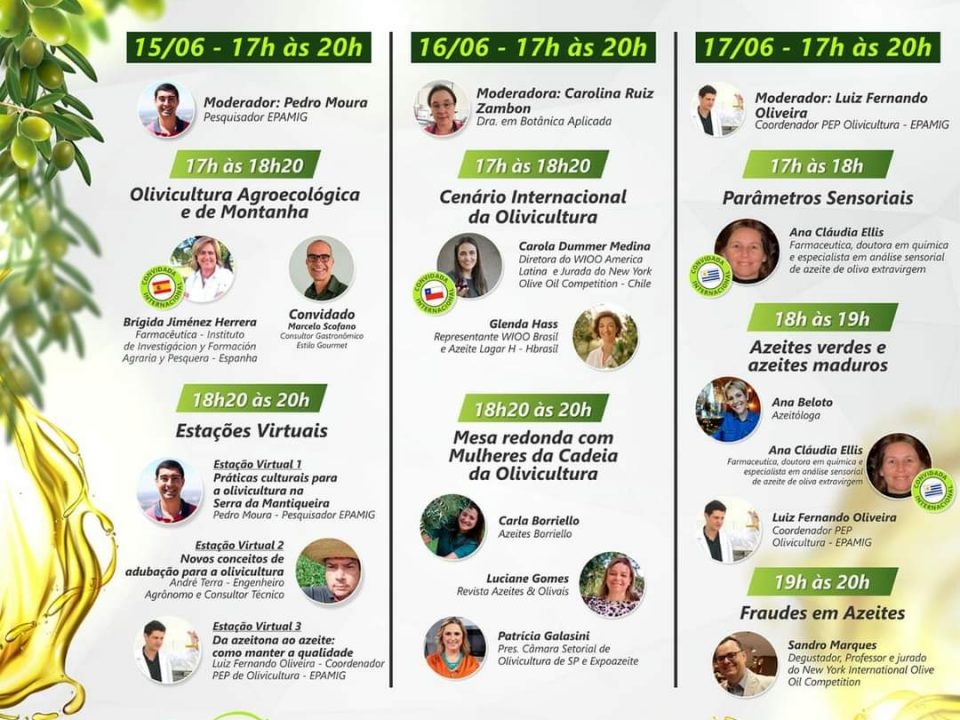 15/06 - 17h às 20h
Moderador: Pedro Moura
Pesquisador EPAMIG
17h às 18h20
Olivicultura Agroecológica
e de Montanha
CONVIDADA
INTERNACIONAL
Brígida Jiménez Herrera
Farmacêutica - Instituto
de Investigácion y Formación
Agraria y Pesquera - Espanha
Convidado
Marcelo Scofano
Consultor Gastronômico
Estilo Gourmet
18h20 às 20h
Estações Virtuais
Estação Virtual 1
Práticas culturais para
a olivicultura na
Serra da Mantiqueira
Pedro Moura - Pesquisador EPAMIG
Estação Virtual 2
Novos conceitos de
adubação para a olivicultura
André Terra - Engenheiro
Agrônomo e Consultor Técnico
Estação Virtual 3
Da azeitona ao azeite:
como manter a qualidade
Luiz Fernando Oliveira - Coordenador
PEP de Olivicultura - EPAMIG
16/06 - 17h às 20h
Moderadora: Carolina Ruiz
Zambon
Dra. em Botânica Aplicada
17h às 18h20
Cenário Internacional
da Olivicultura
CONVIDADA
INTERNACIONAL
Carola Dummer Medina
Diretora do WIOO America
Latina e Jurada do New York
Olive Oil Competition - Chile
Glenda Hass
Representante WIOO Brasil
e Azeite Lagar H - Hbrasil
18h20 às 20h
Mesa redonda com
Mulheres da Cadeia
da Olivicultura
Carla Borriello
Azeites Borriello
Luciane Gomes
Revista Azeites & Olivais
Patrícia Galasini
Pres. Câmara Setorial de
Olivicultura de SP e Expoazeite
17/06 - 17h às 20h
Moderador: Luiz Fernando
Oliveira
Coordenador PEP Olivicultura - EPAMIG
17h às 18h
Parâmetros Sensoriais
CONVIDADA
INTERNACIONAL
Ana Cláudia Ellis
Farmaceutica, doutora em química
e especialista em análise sensorial
de azeite de oliva extravirgem
18h às 19h
Azeites verdes e
azeites maduros
Ana Beloto
Azeitóloga
Ana Cláudia Ellis
Farmaceutica, doutora em química e
especialista em análise sensorial
de azeite de oliva extravirgem
CONVIDADA
INTERNACIONAL
Luiz Fernando Oliveira
Coordenador PEP
Olivicultura - EPAMIG
19h às 20h
Fraudes em Azeites
Sandro Marques
Degustador, Professor e jurado
do New York International Olive
Oil Competition